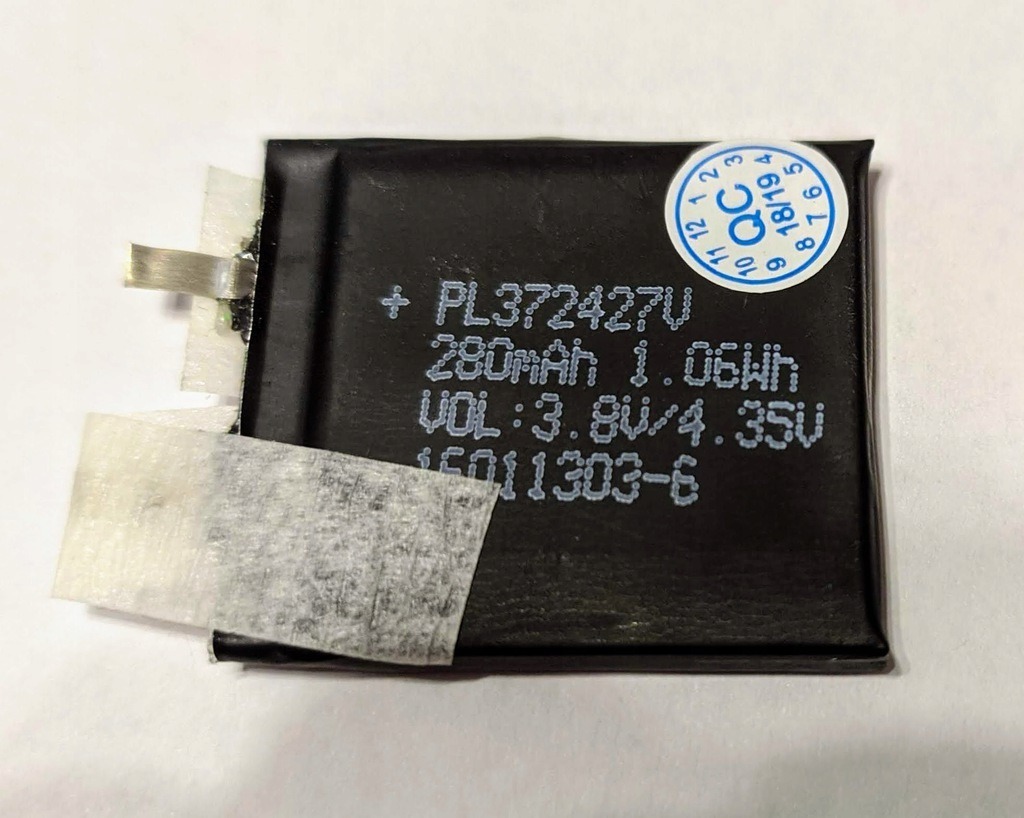 + PL372427V
280mAh 1.06Wh
VOL:3.8V/4.35V
15011303-6
QC
18/19
1 2 3 4 5 6 7 8 9 10 11 12